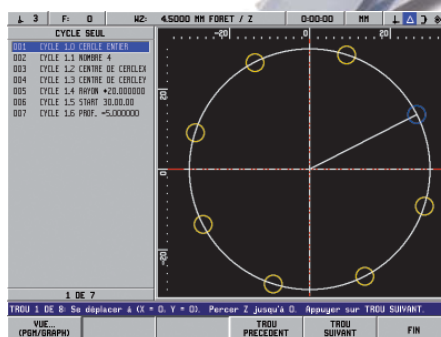 3 F: 0 WZ: 4.5000 MM FORET / Z 0:00:00 MM
CYCLE SEUL
001 CYCLE 1.0 CERCLE ENTIER
002 CYCLE 1.1 NOMBRE 4
003 CYCLE 1.2 CENTRE DE CERCLEX
004 CYCLE 1.3 CENTRE DE CERCLEY
005 CYCLE 1.4 RAYON +20.000000
006 CYCLE 1.5 START 30.00.00
007 CYCLE 1.6 PROF. -5.000000
-20 0 20
20
0
-20
1 DE 7
TROU 1 DE 8: Se déplacer à (X = 0. Y = 0). Percer Z jusqu'à 0. Appuyer sur TROU SUIVANT.
VUE... (PGM/GRAPH)
TROU PRECEDENT
TROU SUIVANT
FIN